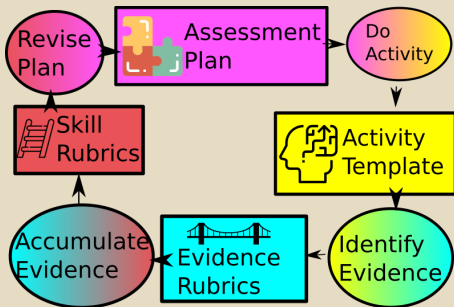 Revise
Plan
Assessment
Plan
Do
Activity
Activity
Template
Identify
Evidence
Evidence
Rubrics
Accumulate
Evidence
Skill
Rubrics